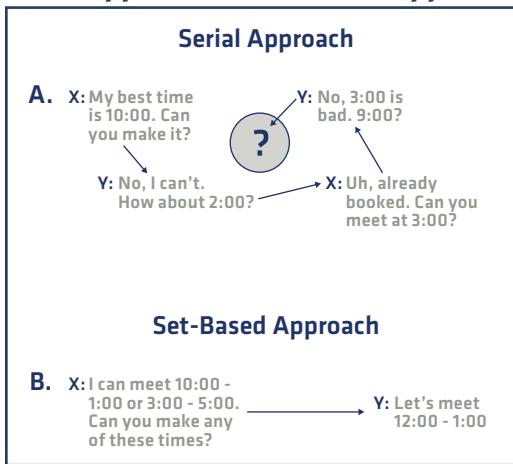 Serial Approach
A. X: My best time
is 10:00. Can
you make it?
Y: No, I can't.
How about 2:00?
X: Uh, already
booked. Can you
meet at 3:00?
Y: No, 3:00 is
bad. 9:00?
?
Set-Based Approach
B. X: I can meet 10:00 -
1:00 or 3:00 - 5:00.
Can you make any
of these times?
Y: Let's meet
12:00 - 1:00